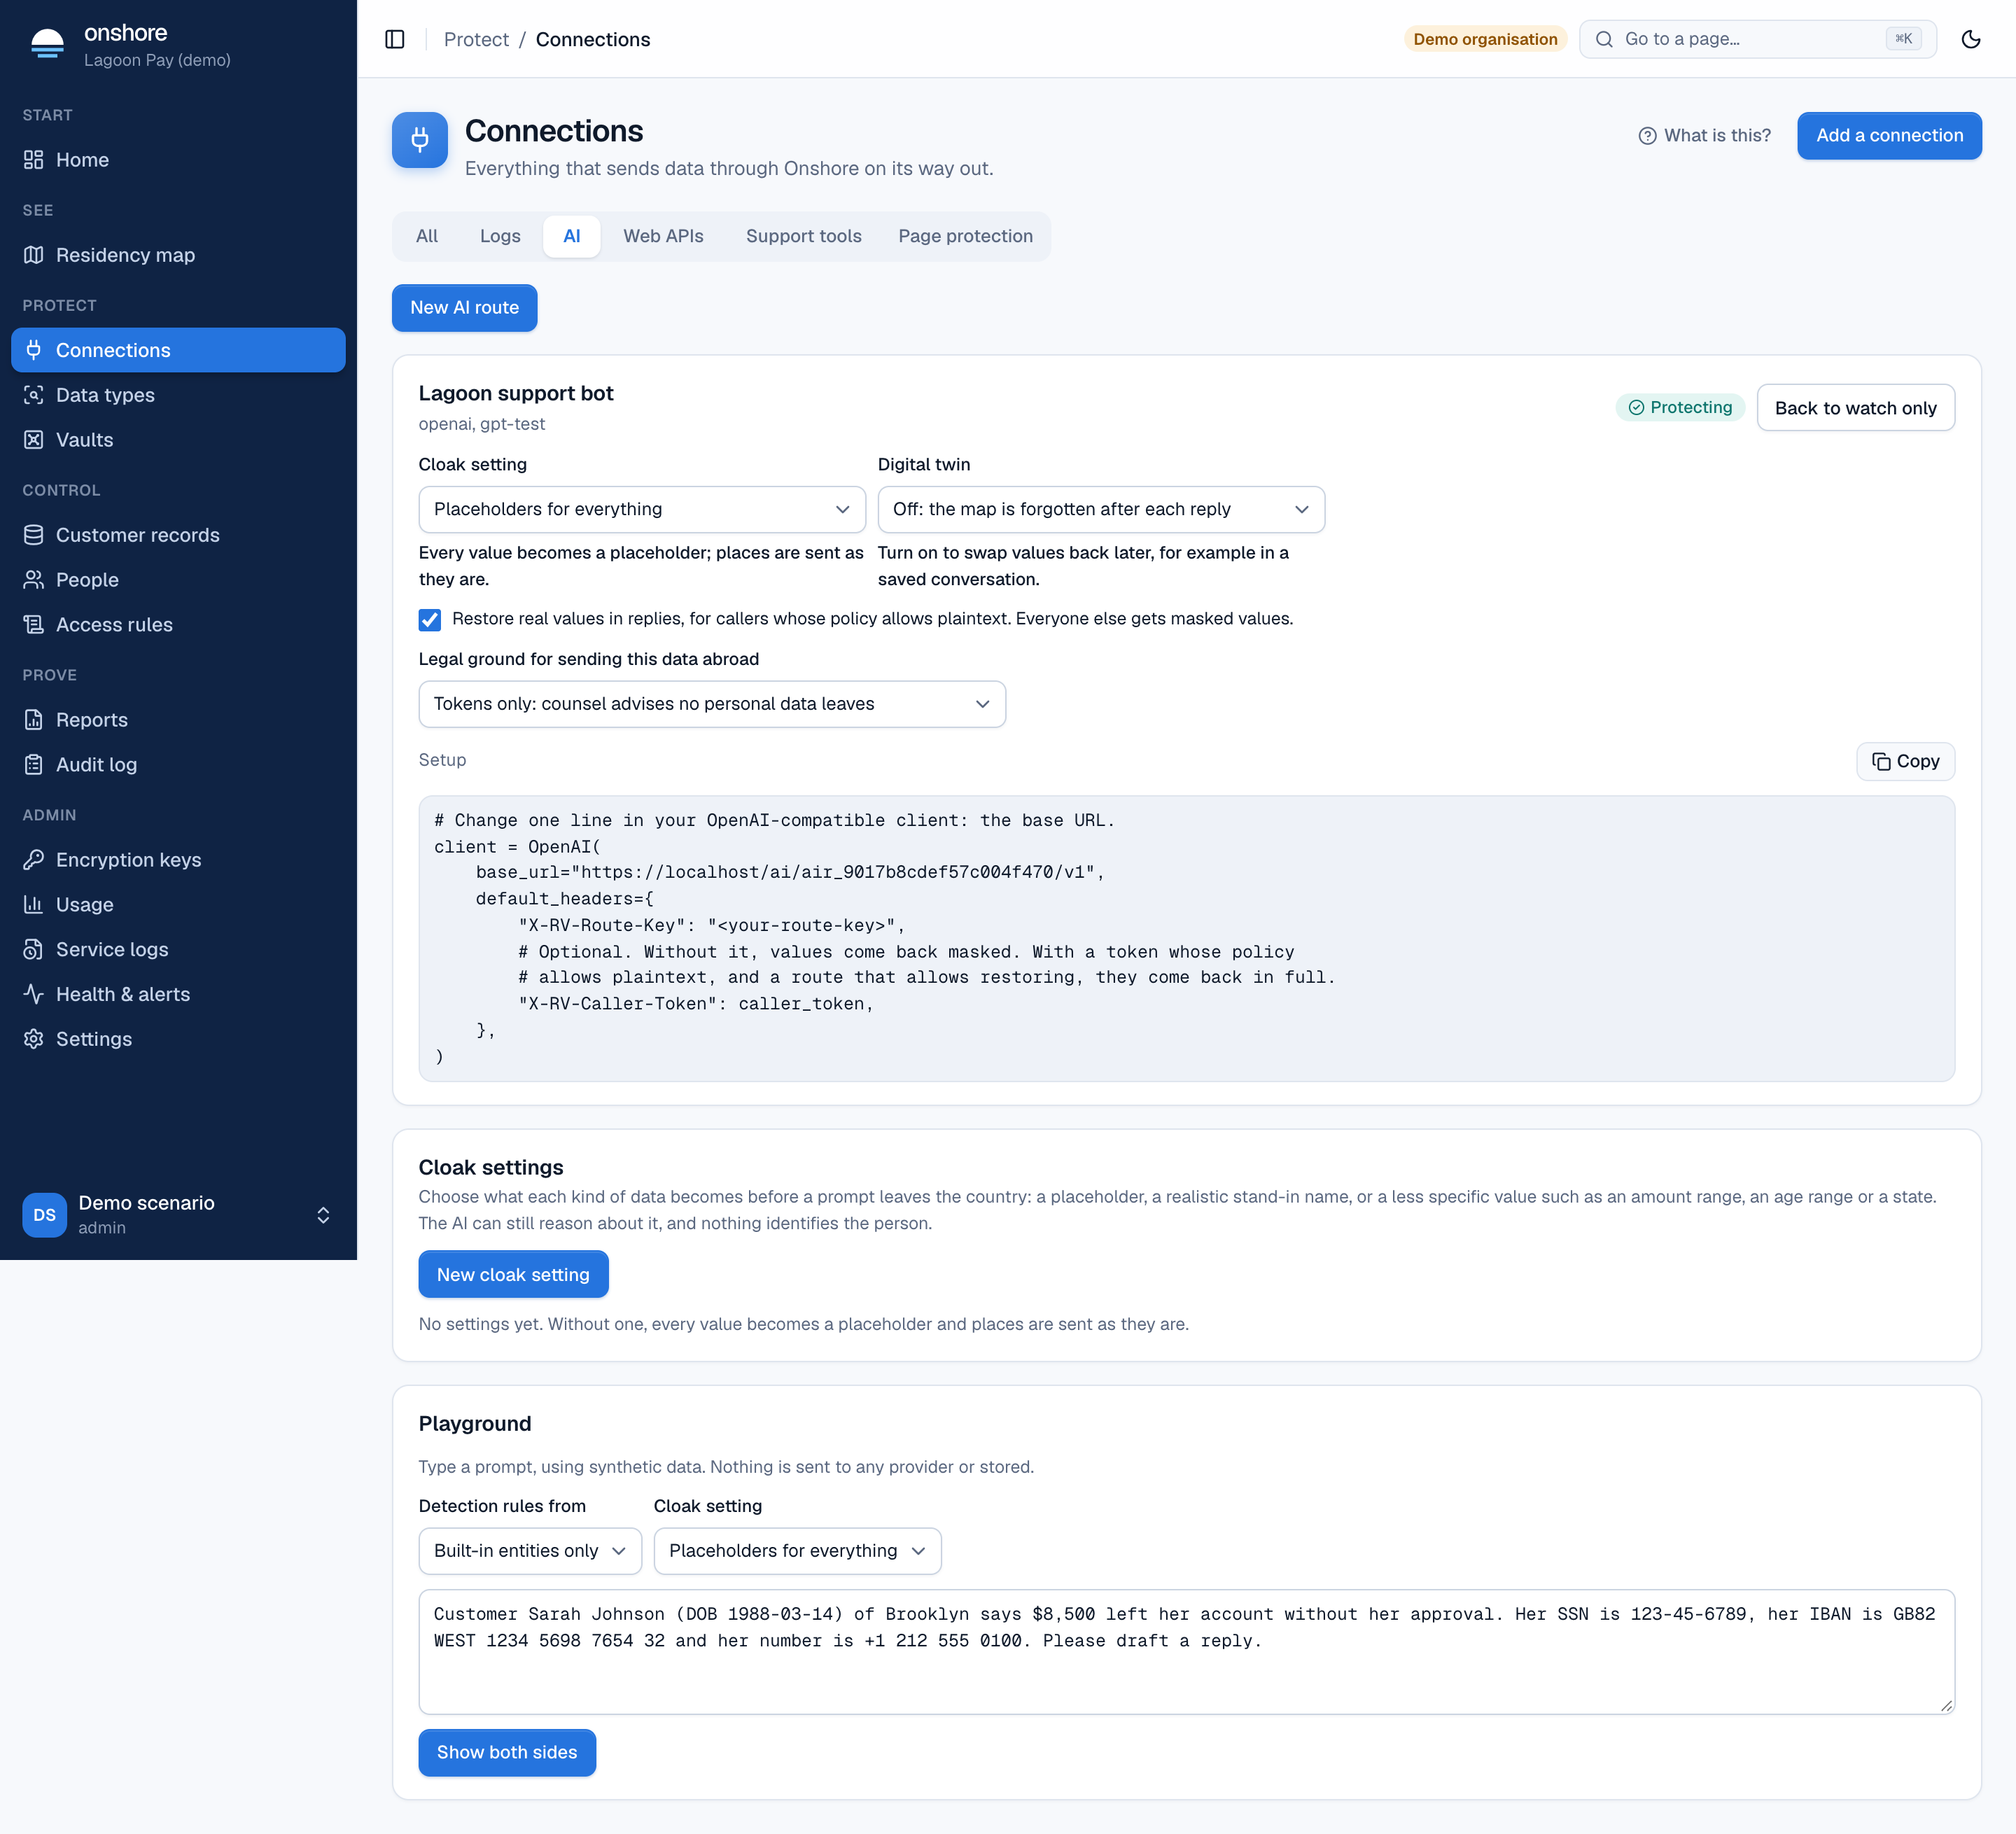 onshore
Lagoon Pay (demo)
START
Home
SEE
Residency map
PROTECT
Connections
Data types
Vaults
CONTROL
Customer records
People
Access rules
PROVE
Reports
Audit log
ADMIN
Encryption keys
Usage
Service logs
Health & alerts
Settings
DS
Demo scenario
admin
Protect / Connections
Demo organisation
Go to a page...
⌘K
Connections
Everything that sends data through Onshore on its way out.
What is this?
Add a connection
All
Logs
AI
Web APIs
Support tools
Page protection
New AI route
Lagoon support bot
openai, gpt-test
Protecting
Back to watch only
Cloak setting
Placeholders for everything
Every value becomes a placeholder; places are sent as
they are.
Digital twin
Off: the map is forgotten after each reply
Turn on to swap values back later, for example in a
saved conversation.
Restore real values in replies, for callers whose policy allows plaintext. Everyone else gets masked values.
Legal ground for sending this data abroad
Tokens only: counsel advises no personal data leaves
Setup
Copy
# Change one line in your OpenAI-compatible client: the base URL.
client = OpenAI(
    base_url="https://localhost/ai/air_9017b8cdef57c004f470/v1",
    default_headers={
        "X-RV-Route-Key": "<your-route-key>",
        # Optional. Without it, values come back masked. With a token whose policy
        # allows plaintext, and a route that allows restoring, they come back in full.
        "X-RV-Caller-Token": caller_token,
    },
)
Cloak settings
Choose what each kind of data becomes before a prompt leaves the country: a placeholder, a realistic stand-in name, or a less specific value such as an amount range, an age range or a state.
The AI can still reason about it, and nothing identifies the person.
New cloak setting
No settings yet. Without one, every value becomes a placeholder and places are sent as they are.
Playground
Type a prompt, using synthetic data. Nothing is sent to any provider or stored.
Detection rules from
Built-in entities only
Cloak setting
Placeholders for everything
Customer Sarah Johnson (DOB 1988-03-14) of Brooklyn says $8,500 left her account without her approval. Her SSN is 123-45-6789, her IBAN is GB82
WEST 1234 5698 7654 32 and her number is +1 212 555 0100. Please draft a reply.
Show both sides